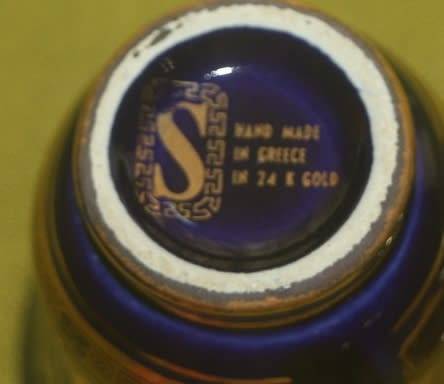 S
HAND MADE
IN GREECE
IN 24 K GOLD